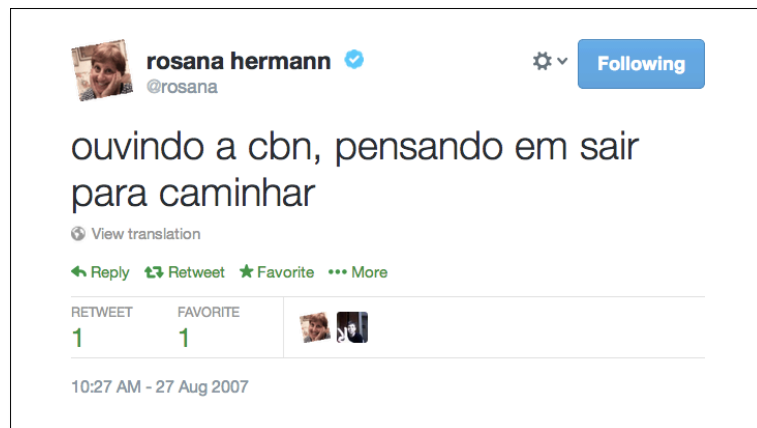 rosana hermann
@rosana
Following
ouvindo a cbn, pensando em sair
para caminhar
View translation
Reply Retweet Favorite More
RETWEET FAVORITE
1 1
10:27 AM - 27 Aug 2007